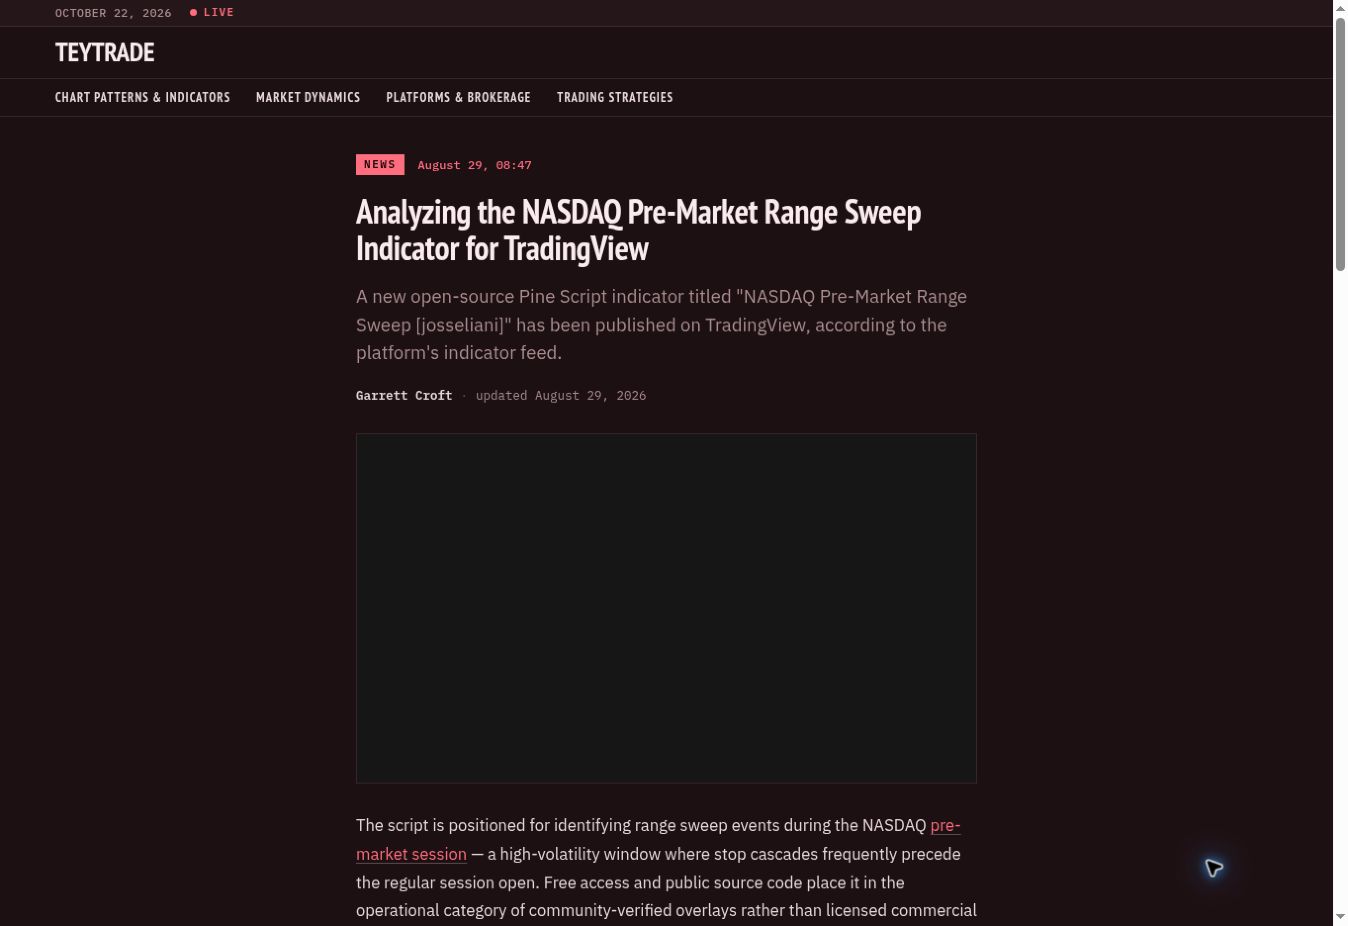 OCTOBER 22, 2026 LIVE
TEYTRADE
CHART PATTERNS & INDICATORS MARKET DYNAMICS PLATFORMS & BROKERAGE TRADING STRATEGIES
NEWS August 29, 08:47
Analyzing the NASDAQ Pre-Market Range Sweep
Indicator for TradingView
A new open-source Pine Script indicator titled "NASDAQ Pre-Market Range
Sweep [josseliani]" has been published on TradingView, according to the
platform's indicator feed.
Garrett Croft · updated August 29, 2026
The script is positioned for identifying range sweep events during the NASDAQ pre-
market session — a high-volatility window where stop cascades frequently precede
the regular session open. Free access and public source code place it in the
operational category of community-verified overlays rather than licensed commercial